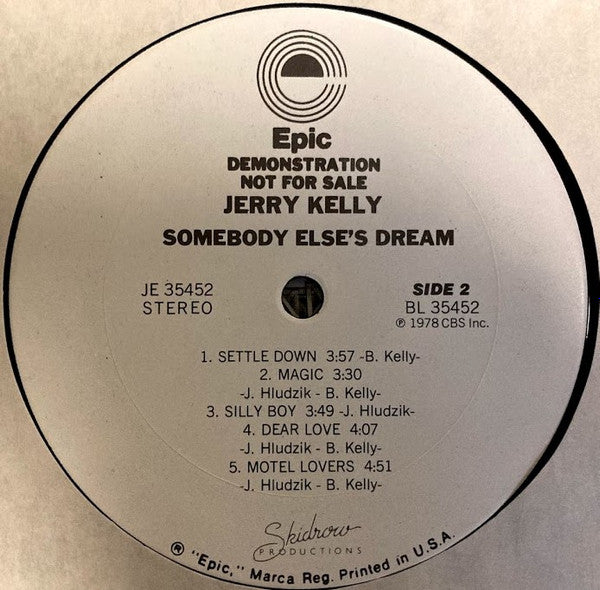 Epic
DEMONSTRATION
NOT FOR SALE
JERRY KELLY
SOMEBODY ELSE'S DREAM
JE 35452
STEREO
SIDE 2
BL 35452
℗ 1978 CBS Inc.
1. SETTLE DOWN 3:57 -B. Kelly-
2. MAGIC 3:30
-J. Hludzik - B. Kelly-
3. SILLY BOY 3:49 -J. Hludzik-
4. DEAR LOVE 4:07
-J. Hludzik - B. Kelly-
5. MOTEL LOVERS 4:51
-J. Hludzik - B. Kelly-
Skidrow
PRODUCTIONS
® "Epic," Marca Reg. Printed in U.S.A.